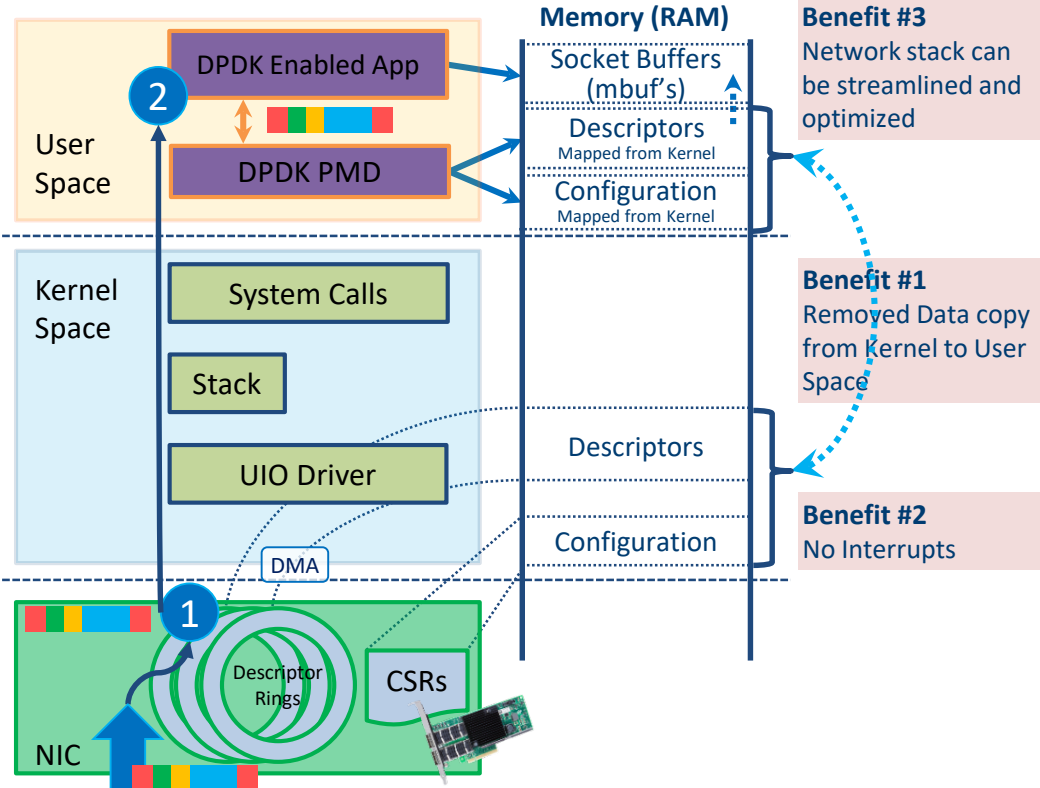 Memory (RAM)
DPDK Enabled App
2
User
Space
DPDK PMD
Socket Buffers
(mbuf's)
Descriptors
Mapped from Kernel
Configuration
Mapped from Kernel
Benefit #3
Network stack can
be streamlined and
optimized
Kernel
Space
System Calls
Stack
UIO Driver
DMA
Descriptors
Configuration
Benefit #1
Removed Data copy
from Kernel to User
Space
Benefit #2
No Interrupts
1
Descriptor
Rings
CSRs
NIC